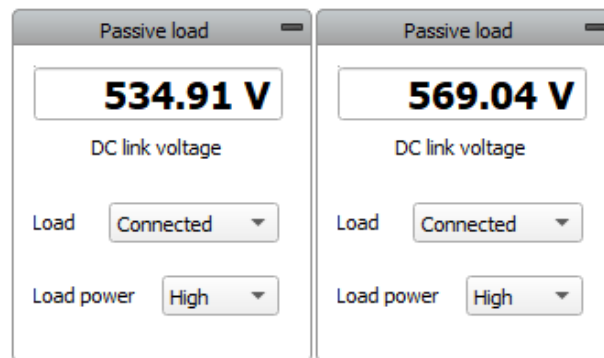 Passive load
534.91 V
DC link voltage
Load Connected
Load power High
Passive load
569.04 V
DC link voltage
Load Connected
Load power High